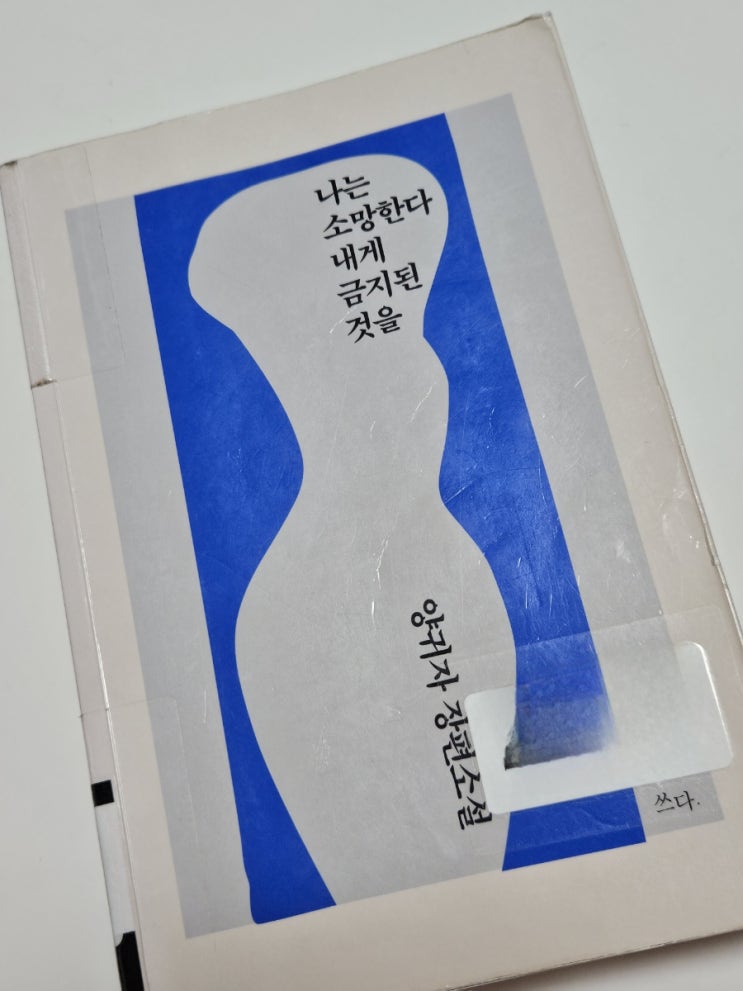 나는
소망한다
내게
금지된
것을
양귀자 장편소설
쓰다.